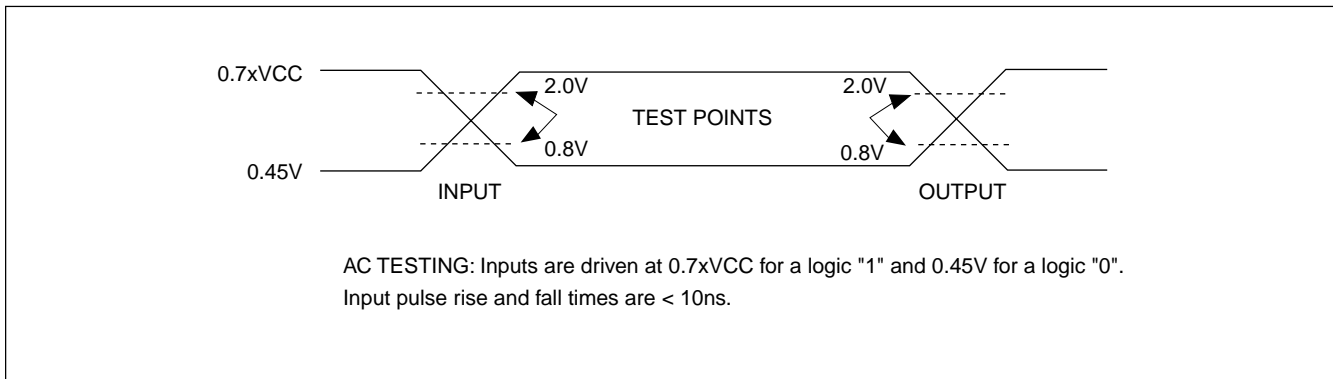 0.7xVCC
2.0V
2.0V
TEST POINTS
0.8V
0.8V
0.45V
INPUT
OUTPUT
AC TESTING: Inputs are driven at 0.7xVCC for a logic "1" and 0.45V for a logic "0".
Input pulse rise and fall times are < 10ns.